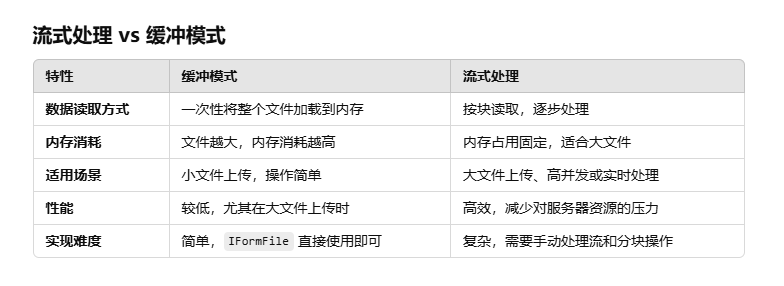 流式处理 vs 缓冲模式
特性 缓冲模式 流式处理
数据读取方式 一次性将整个文件加载到内存 按块读取，逐步处理
内存消耗 文件越大，内存消耗越高 内存占用固定，适合大文件
适用场景 小文件上传，操作简单 大文件上传、高并发或实时处理
性能 较低，尤其在大文件上传时 高效，减少对服务器资源的压力
实现难度 简单， IFormFile 直接使用即可 复杂，需要手动处理流和分块操作